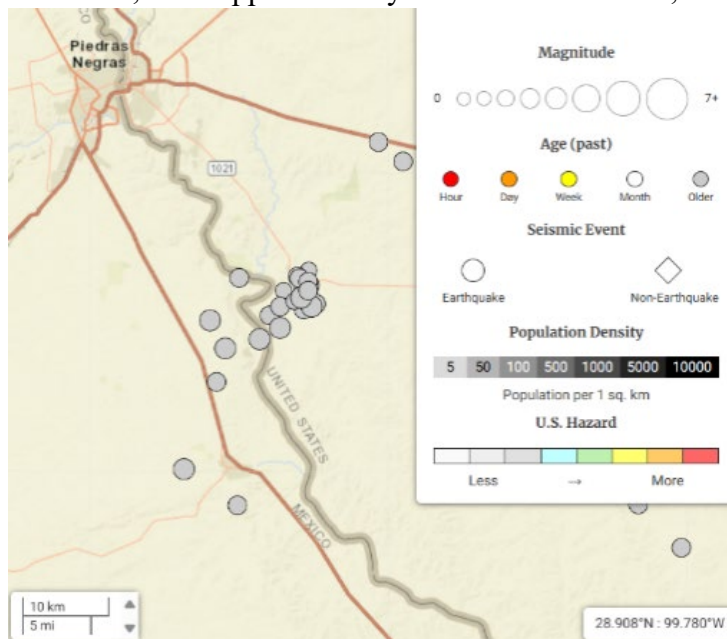 CO
Piedras
Negras
1021
UNITED STATES
MEXICO
10 km
5 mi
Magnitude
0 7+
Age (past)
Hour Day Week Month Older
Seismic Event
Earthquake Non-Earthquake
Population Density
5 50 100 500 1000 5000 10000
Population per 1 sq. km
U.S. Hazard
Less → More
28.908°N : 99.780°W